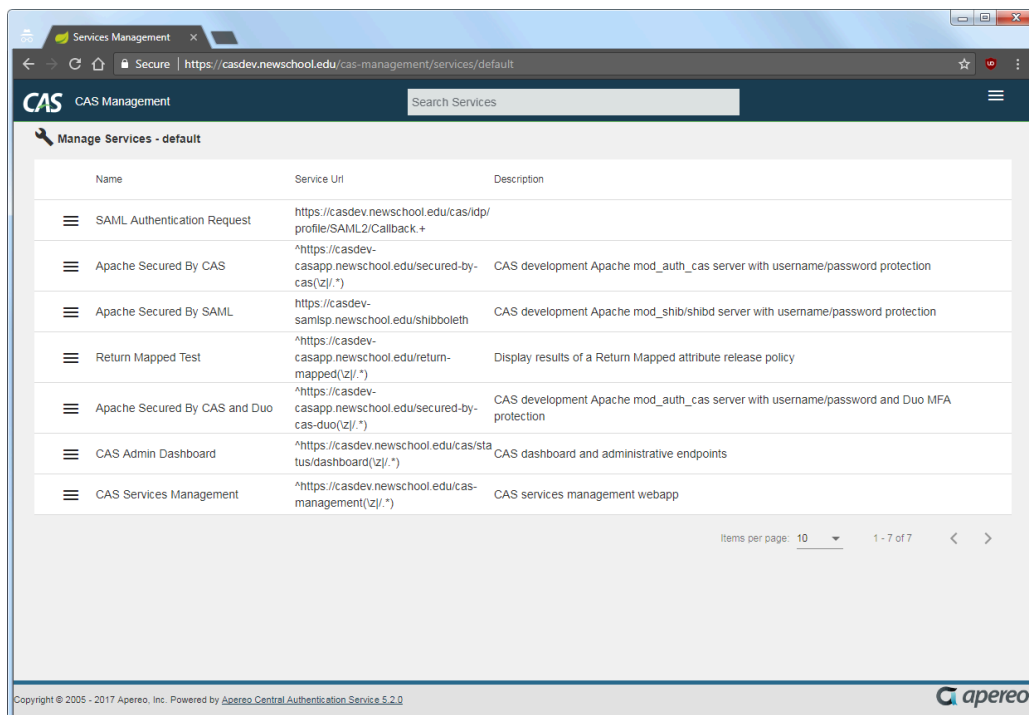 Services Management
Secure | https://casdev.newschool.edu/cas-management/services/default
CAS CAS Management Search Services
Manage Services - default
Name Service Url Description
SAML Authentication Request
https://casdev.newschool.edu/cas/idp/
profile/SAML2/Callback.+
Apache Secured By CAS
^https://casdev-
casapp.newschool.edu/secured-by-
cas(\z|/.*)
CAS development Apache mod_auth_cas server with username/password protection
Apache Secured By SAML
https://casdev-
samlsp.newschool.edu/shibboleth
CAS development Apache mod_shib/shibd server with username/password protection
Return Mapped Test
^https://casdev-
casapp.newschool.edu/return-
mapped(\z|/.*)
Display results of a Return Mapped attribute release policy
Apache Secured By CAS and Duo
^https://casdev-
casapp.newschool.edu/secured-by-
cas-duo(\z|/.*)
CAS development Apache mod_auth_cas server with username/password and Duo MFA
protection
CAS Admin Dashboard
^https://casdev.newschool.edu/cas/sta
tus/dashboard(\z|/.*)
CAS dashboard and administrative endpoints
CAS Services Management
^https://casdev.newschool.edu/cas-
management(\z|/.*)
CAS services management webapp
Items per page: 10 1 - 7 of 7
Copyright © 2005 - 2017 Apereo, Inc. Powered by Apereo Central Authentication Service 5.2.0
apereo